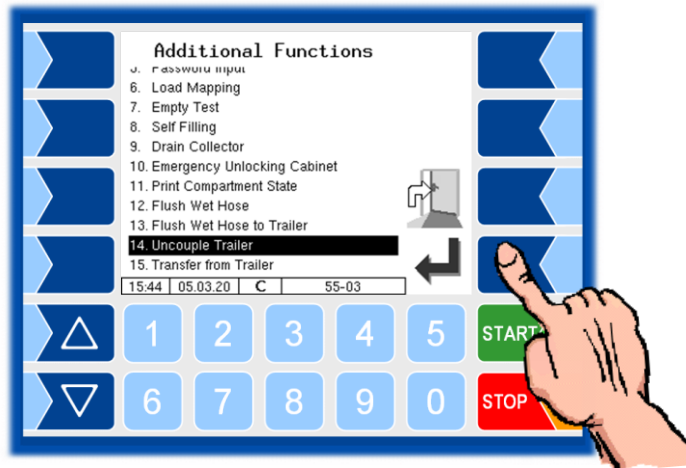 Additional Functions
5. Password Input
6. Load Mapping
7. Empty Test
8. Self Filling
9. Drain Collector
10. Emergency Unlocking Cabinet
11. Print Compartment State
12. Flush Wet Hose
13. Flush Wet Hose to Trailer
14. Uncouple Trailer
15. Transfer from Trailer
15:44 05.03.20 C 55-03
1 2 3 4 5 START
6 7 8 9 0 STOP